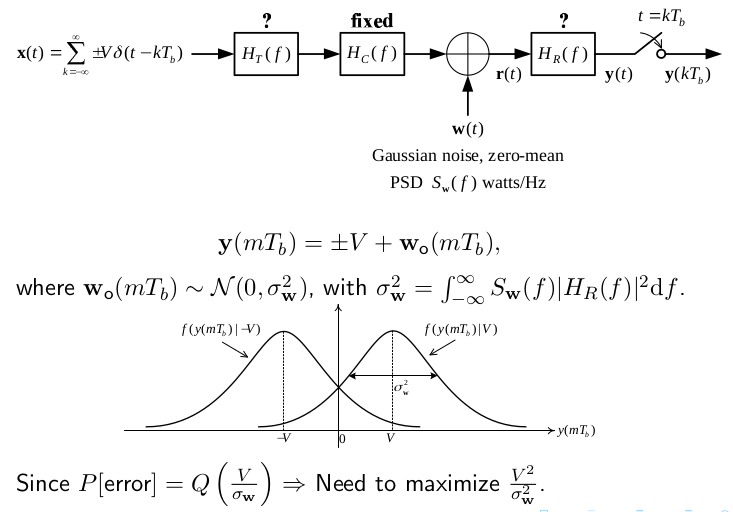 ? fixed ? t = kT_b
x(t) = ∑_{k=−∞}^{∞} ±Vδ(t − kT_b) H_T(f) H_C(f) H_R(f)
r(t) y(t) y(kT_b)
w(t)
Gaussian noise, zero-mean
PSD S_w(f) watts/Hz
y(mT_b) = ±V + w_o(mT_b),
where w_o(mT_b) ∼ N(0, σ_w^2), with σ_w^2 = ∫_{−∞}^{∞} S_w(f)|H_R(f)|^2 df.
f(y(mT_b)|−V) f(y(mT_b)|V)
σ_w^2
−V 0 V y(mT_b)
Since P[error] = Q(V/σ_w) ⇒ Need to maximize V^2/σ_w^2.